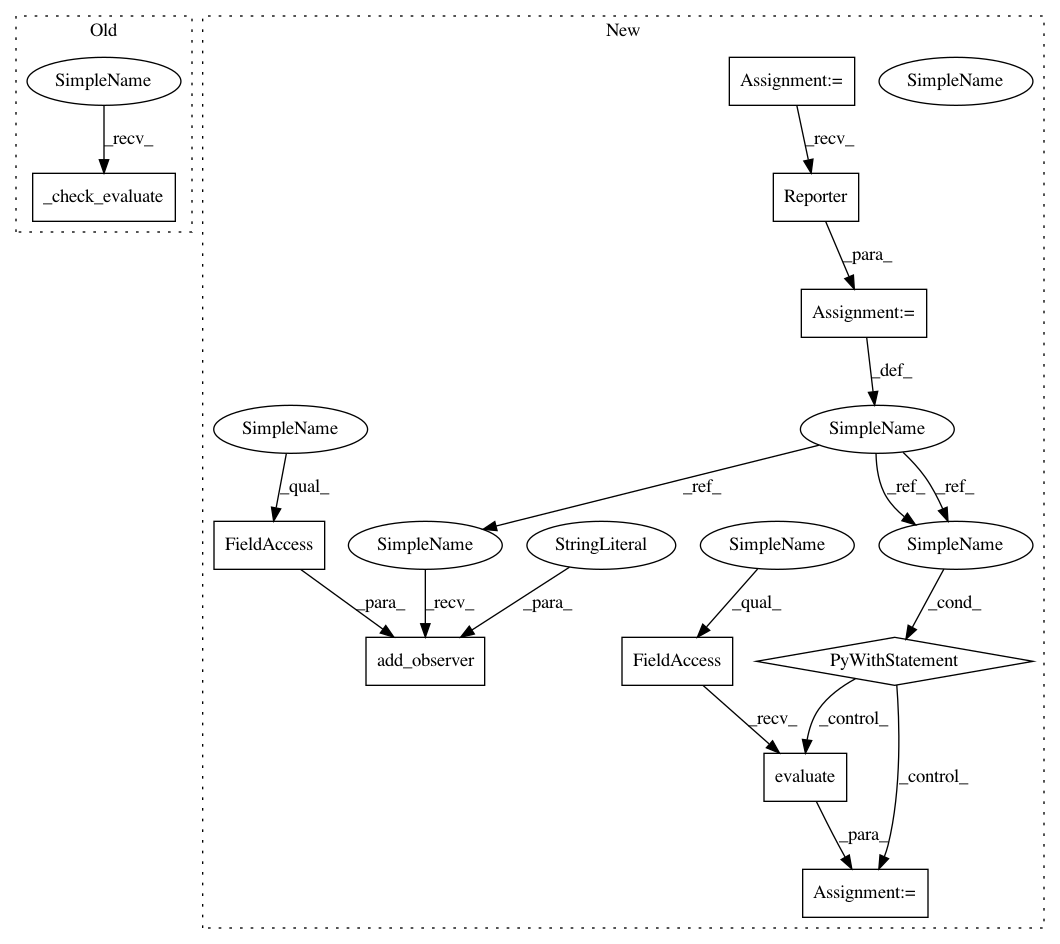 Old
New
SimpleName
Assignment:=
SimpleName
_recv_
_recv_
_check_evaluate
Reporter
_para_
Assignment:=
_def_
SimpleName
SimpleName
_qual_
_ref_
_ref_
_ref_
FieldAccess
SimpleName
StringLiteral
SimpleName
SimpleName
_para_
_recv_
_para_
_qual_
_cond_
add_observer
FieldAccess
PyWithStatement
_recv_
_control_
evaluate
_control_
_para_
Assignment:=